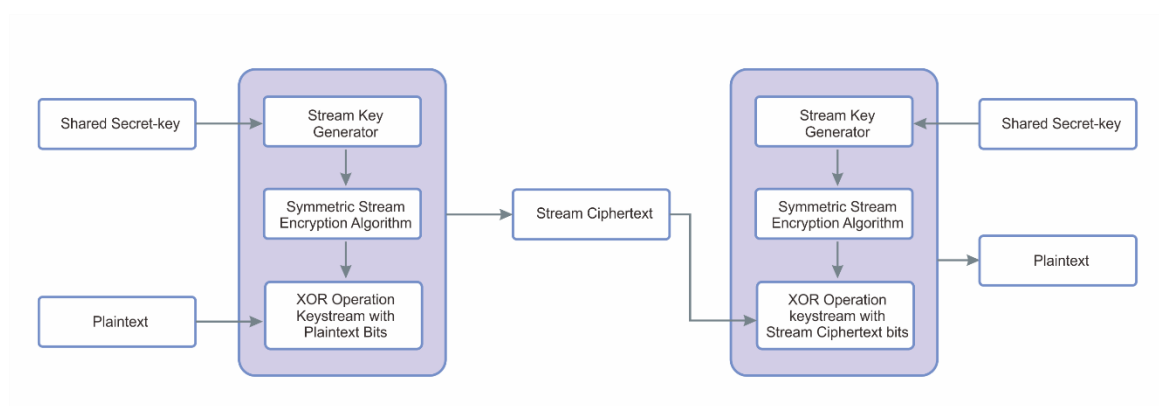 Shared Secret-key
Plaintext
Stream Key
Generator
Symmetric Stream
Encryption Algorithm
XOR Operation
Keystream with
Plaintext Bits
Stream Ciphertext
Stream Key
Generator
Symmetric Stream
Encryption Algorithm
XOR Operation
keystream with
Stream Ciphertext bits
Shared Secret-key
Plaintext